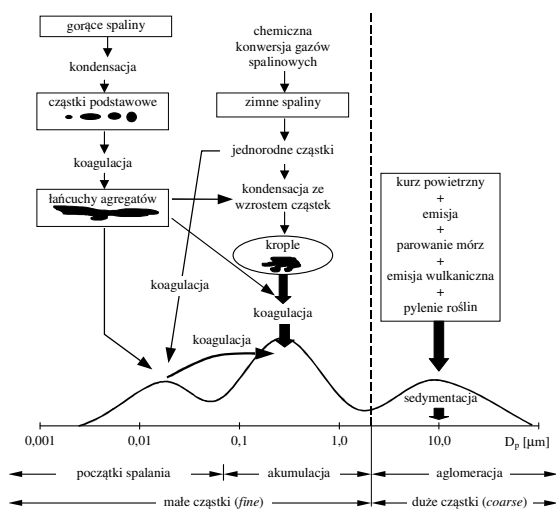 gorące spaliny
kondensacja
cząstki podstawowe
koagulacja
łańcuchy agregatów
chemiczna
konwersja gazów
spalinowych
zimne spaliny
jednorodne cząstki
kondensacja ze
wzrostem cząstek
krople
koagulacja
koagulacja
koagulacja
kurz powietrzny
+
emisja
+
parowanie mórz
+
emisja wulkaniczna
+
pylenie roślin
sedymentacja
0,001 0,01 0,1 1,0 10,0 Dp [μm]
początki spalania akumulacja aglomeracja
małe cząstki (fine) duże cząstki (coarse)